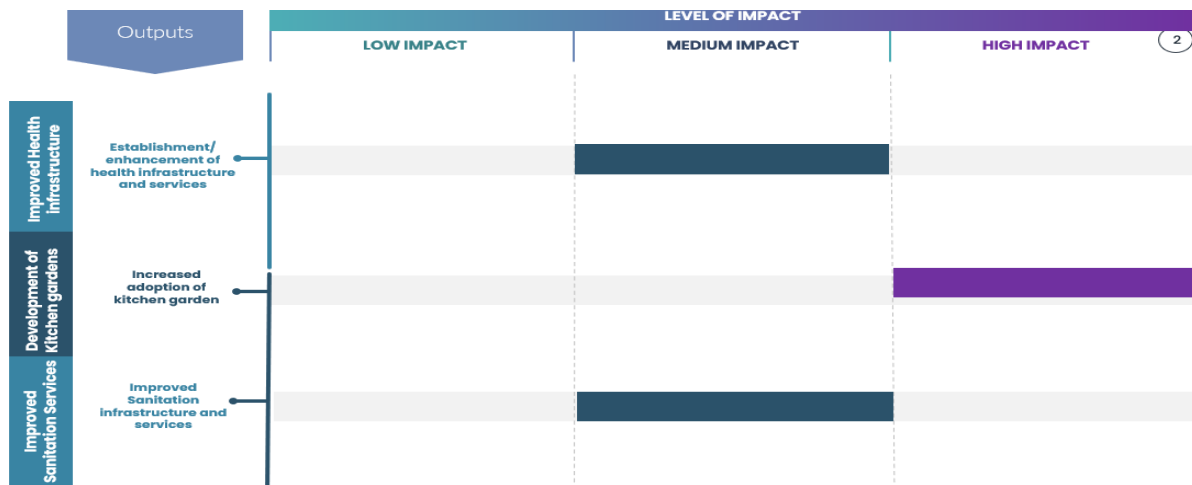 Outputs
LEVEL OF IMPACT
LOW IMPACT
MEDIUM IMPACT
HIGH IMPACT
2
Improved Health
infrastructure
Establishment/
enhancement of
health infrastructure
and services
Development of
Kitchen gardens
Increased
adoption of
kitchen garden
Improved
Sanitation Services
Improved
Sanitation
infrastructure and
services